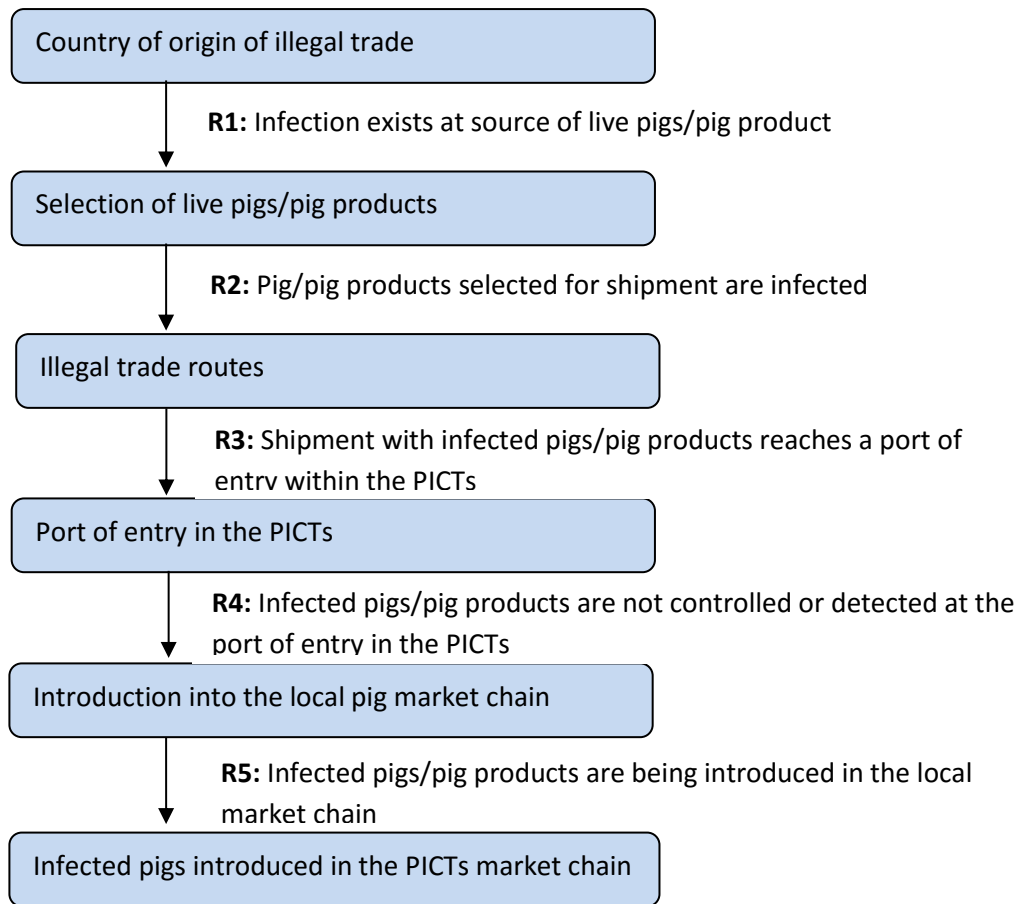 Country of origin of illegal trade
R1: Infection exists at source of live pigs/pig product
Selection of live pigs/pig products
R2: Pig/pig products selected for shipment are infected
Illegal trade routes
R3: Shipment with infected pigs/pig products reaches a port of
entry within the PICTs
Port of entry in the PICTs
R4: Infected pigs/pig products are not controlled or detected at the
port of entry in the PICTs
Introduction into the local pig market chain
R5: Infected pigs/pig products are being introduced in the local
market chain
Infected pigs introduced in the PICTs market chain